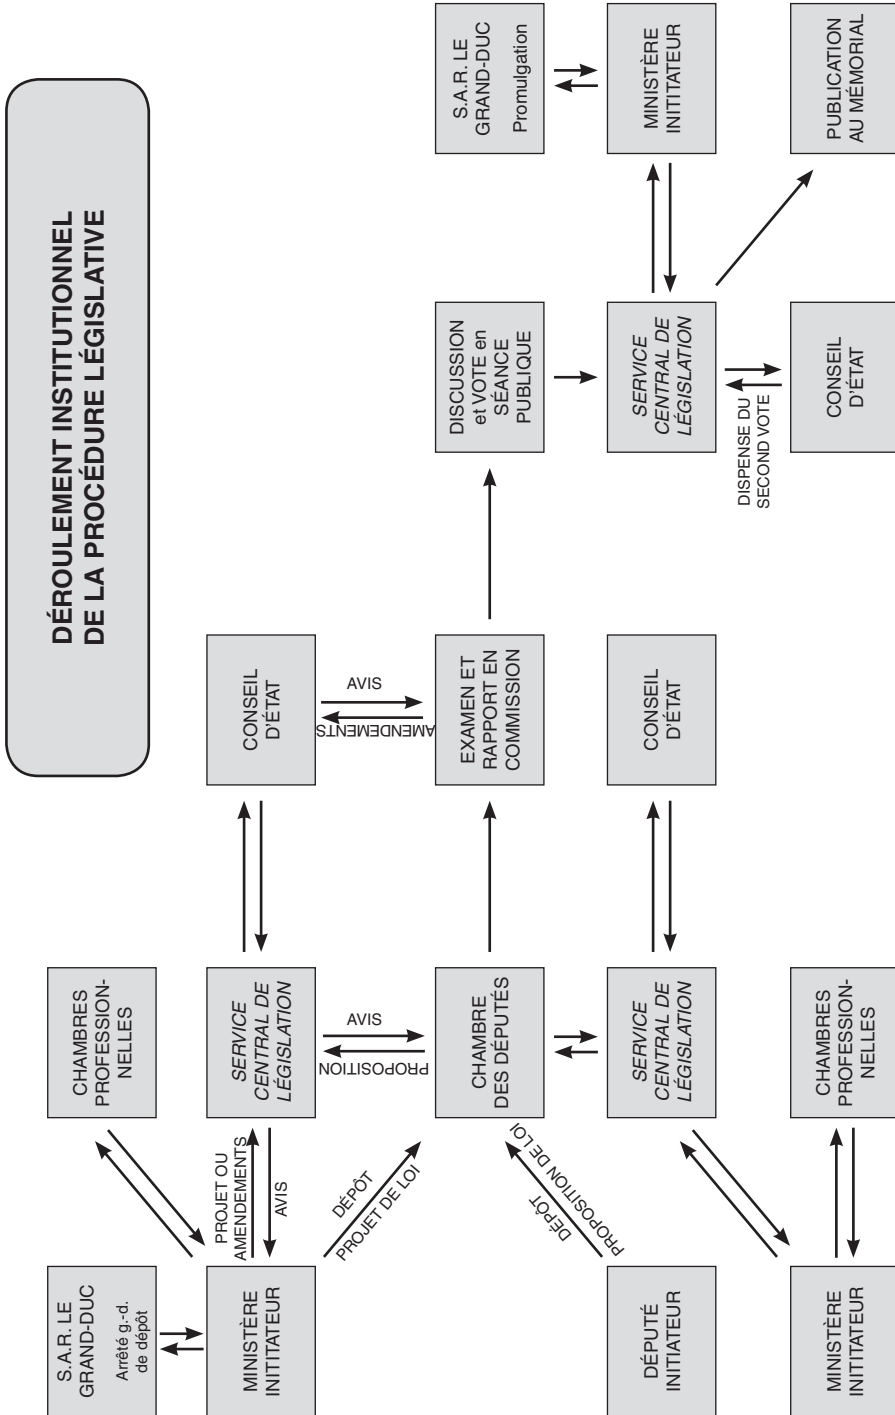 DÉROULEMENT INSTITUTIONNEL
DE LA PROCÉDURE LÉGISLATIVE
S.A.R. LE
GRAND-DUC
Arrêté g.-d.
de dépôt
CHAMBRES
PROFESSION-
NELLES
MINISTÈRE
INITITATEUR
PROJET OU
AMENDEMENTS
AVIS
SERVICE
CENTRAL DE
LÉGISLATION
CONSEIL
D'ÉTAT
DÉPÔT
PROJET DE LOI
PROPOSITION
AVIS
AMENDEMENTS
AVIS
DÉPÔT
PROPOSITION DE LOI
CHAMBRE
DES DÉPUTÉS
EXAMEN ET
RAPPORT EN
COMMISSION
DISCUSSION
et VOTE en
SÉANCE
PUBLIQUE
S.A.R. LE
GRAND-DUC
Promulgation
DÉPUTÉ
INITIATEUR
SERVICE
CENTRAL DE
LÉGISLATION
CONSEIL
D'ÉTAT
SERVICE
CENTRAL DE
LÉGISLATION
MINISTÈRE
INITITATEUR
DISPENSE DU
SECOND VOTE
MINISTÈRE
INITITATEUR
CHAMBRES
PROFESSION-
NELLES
CONSEIL
D'ÉTAT
PUBLICATION
AU MÉMORIAL